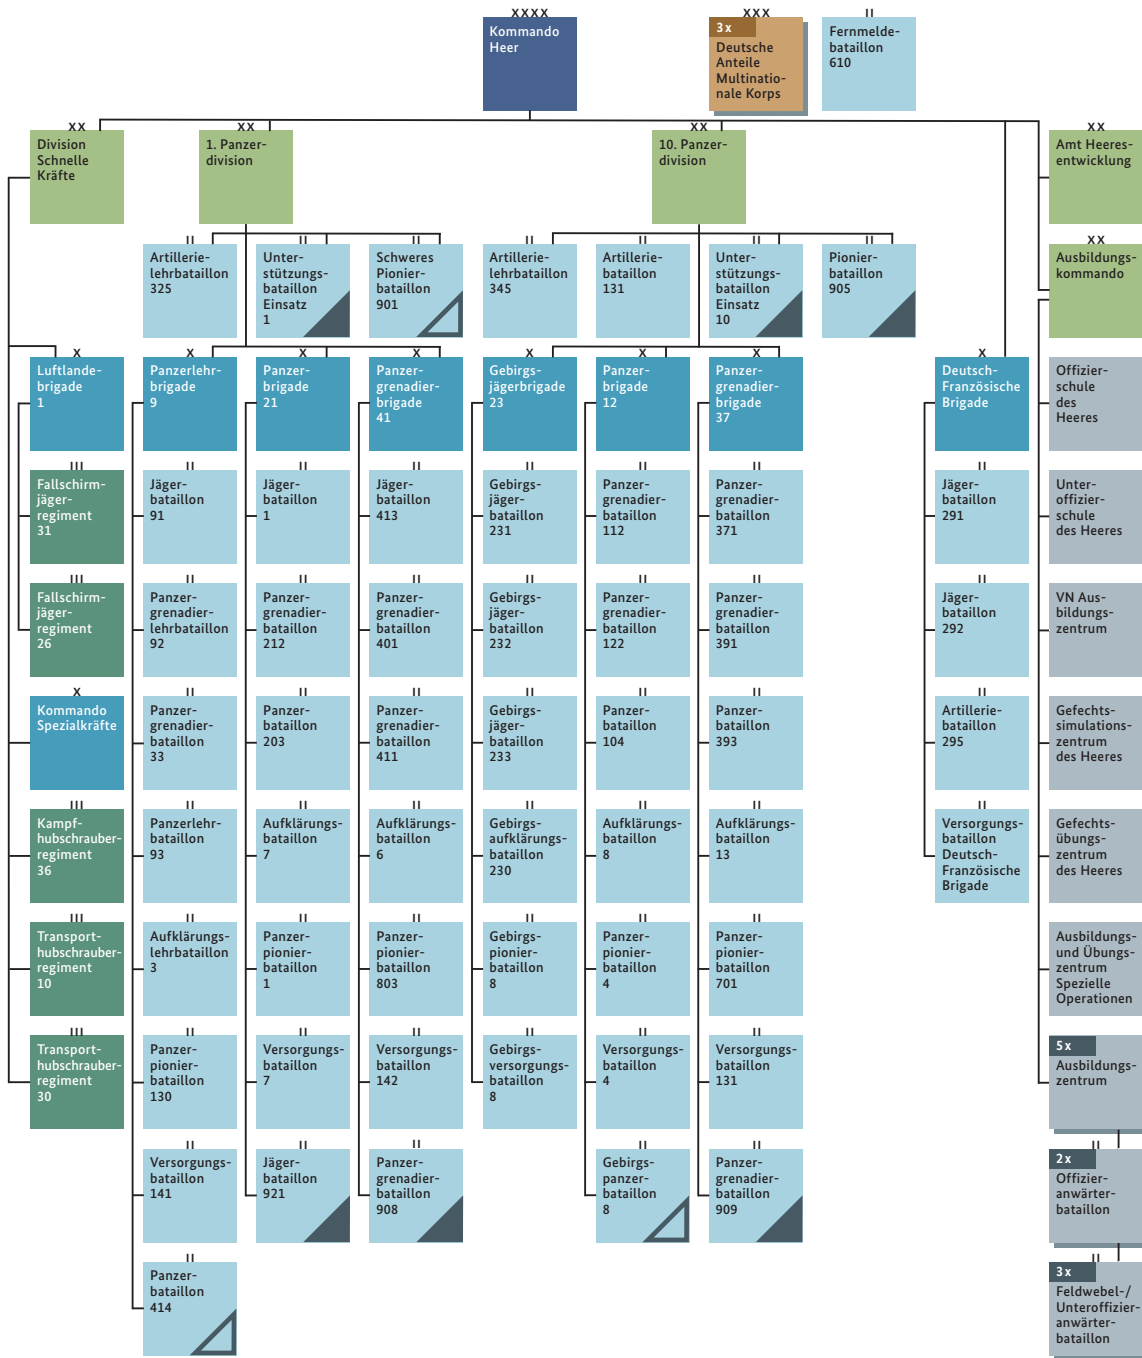 XXXX
Kommando
Heer
XXX
3x
Deutsche
Anteile
Multinatio-
nale Korps
II
Fernmelde-
bataillon
610
XX
Division
Schnelle
Kräfte
XX
1. Panzer-
division
XX
10. Panzer-
division
XX
Amt Heeres-
entwicklung
II
Artillerie-
lehrbataillon
325
II
Unter-
stützungs-
bataillon
Einsatz
1
II
Schweres
Pionier-
bataillon
901
II
Artillerie-
lehrbataillon
345
II
Artillerie-
bataillon
131
II
Unter-
stützungs-
bataillon
Einsatz
10
II
Pionier-
bataillon
905
XX
Ausbildungs-
kommando
X
Luftlande-
brigade
1
X
Panzerlehr-
brigade
9
X
Panzer-
brigade
21
X
Panzer-
grenadier-
brigade
41
X
Gebirgs-
jägerbrigade
23
X
Panzer-
brigade
12
X
Panzer-
grenadier-
brigade
37
X
Deutsch-
Französische
Brigade
Offizier-
schule
des
Heeres
III
Fallschirm-
jäger-
regiment
31
II
Jäger-
bataillon
91
II
Jäger-
bataillon
1
II
Jäger-
bataillon
413
II
Gebirgs-
jäger-
bataillon
231
II
Panzer-
grenadier-
bataillon
112
II
Panzer-
grenadier-
bataillon
371
II
Jäger-
bataillon
291
Unter-
offizier-
schule
des Heeres
III
Fallschirm-
jäger-
regiment
26
II
Panzer-
grenadier-
lehrbataillon
92
II
Panzer-
grenadier-
bataillon
212
II
Panzer-
grenadier-
bataillon
401
II
Gebirgs-
jäger-
bataillon
232
II
Panzer-
grenadier-
bataillon
122
II
Panzer-
grenadier-
bataillon
391
II
Jäger-
bataillon
292
VN Aus-
bildungs-
zentrum
X
Kommando
Spezialkräfte
II
Panzer-
grenadier-
bataillon
33
II
Panzer-
bataillon
203
II
Panzer-
grenadier-
bataillon
411
II
Gebirgs-
jäger-
bataillon
233
II
Panzer-
bataillon
104
II
Panzer-
bataillon
393
II
Artillerie-
bataillon
295
Gefechts-
simulations-
zentrum
des Heeres
III
Kampf-
hubschrauber-
regiment
36
II
Panzerlehr-
bataillon
93
II
Aufklärungs-
bataillon
7
II
Aufklärungs-
bataillon
6
II
Gebirgs-
aufklärungs-
bataillon
230
II
Aufklärungs-
bataillon
8
II
Aufklärungs-
bataillon
13
II
Versorgungs-
bataillon
Deutsch-
Französische
Brigade
Gefechts-
übungs-
zentrum
des Heeres
III
Transport-
hubschrauber-
regiment
10
II
Aufklärungs-
lehrbataillon
3
II
Panzer-
pionier-
bataillon
1
II
Panzer-
pionier-
bataillon
803
II
Gebirgs-
pionier-
bataillon
8
II
Panzer-
pionier-
bataillon
4
II
Panzer-
pionier-
bataillon
701
Ausbildungs-
und Übungs-
zentrum
Spezielle
Operationen
III
Transport-
hubschrauber-
regiment
30
II
Panzer-
pionier-
bataillon
130
II
Versorgungs-
bataillon
7
II
Versorgungs-
bataillon
142
II
Gebirgs-
versorgungs-
bataillon
8
II
Versorgungs-
bataillon
4
II
Versorgungs-
bataillon
131
5x
Ausbildungs-
zentrum
II
Versorgungs-
bataillon
141
II
Jäger-
bataillon
921
II
Panzer-
grenadier-
bataillon
908
II
Gebirgs-
panzer-
bataillon
8
II
Panzer-
grenadier-
bataillon
909
II
2x
Offizier-
anwärter-
bataillon
II
Panzer-
bataillon
414
II
3x
Feldwebel-/
Unteroffizier-
anwärter-
bataillon